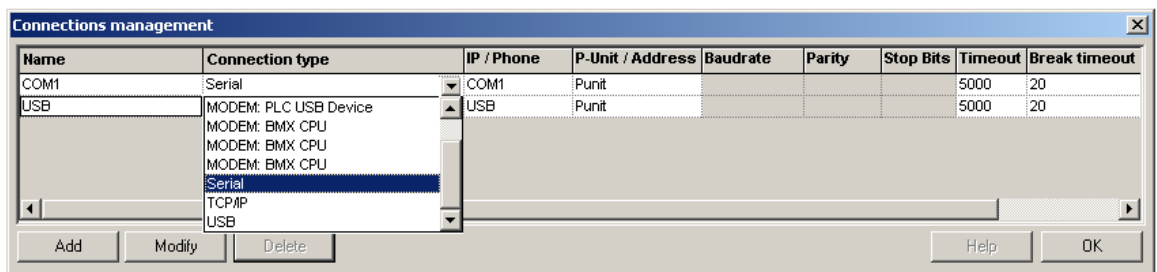 Connections management
Name Connection type IP / Phone P-Unit / Address Baudrate Parity Stop Bits Timeout Break timeout
COM1 Serial COM1 Punit 5000 20
USB MODEM: PLC USB Device USB Punit 5000 20
MODEM: BMX CPU
MODEM: BMX CPU
MODEM: BMX CPU
Serial
TCP/IP
USB
Add Modify Delete Help OK